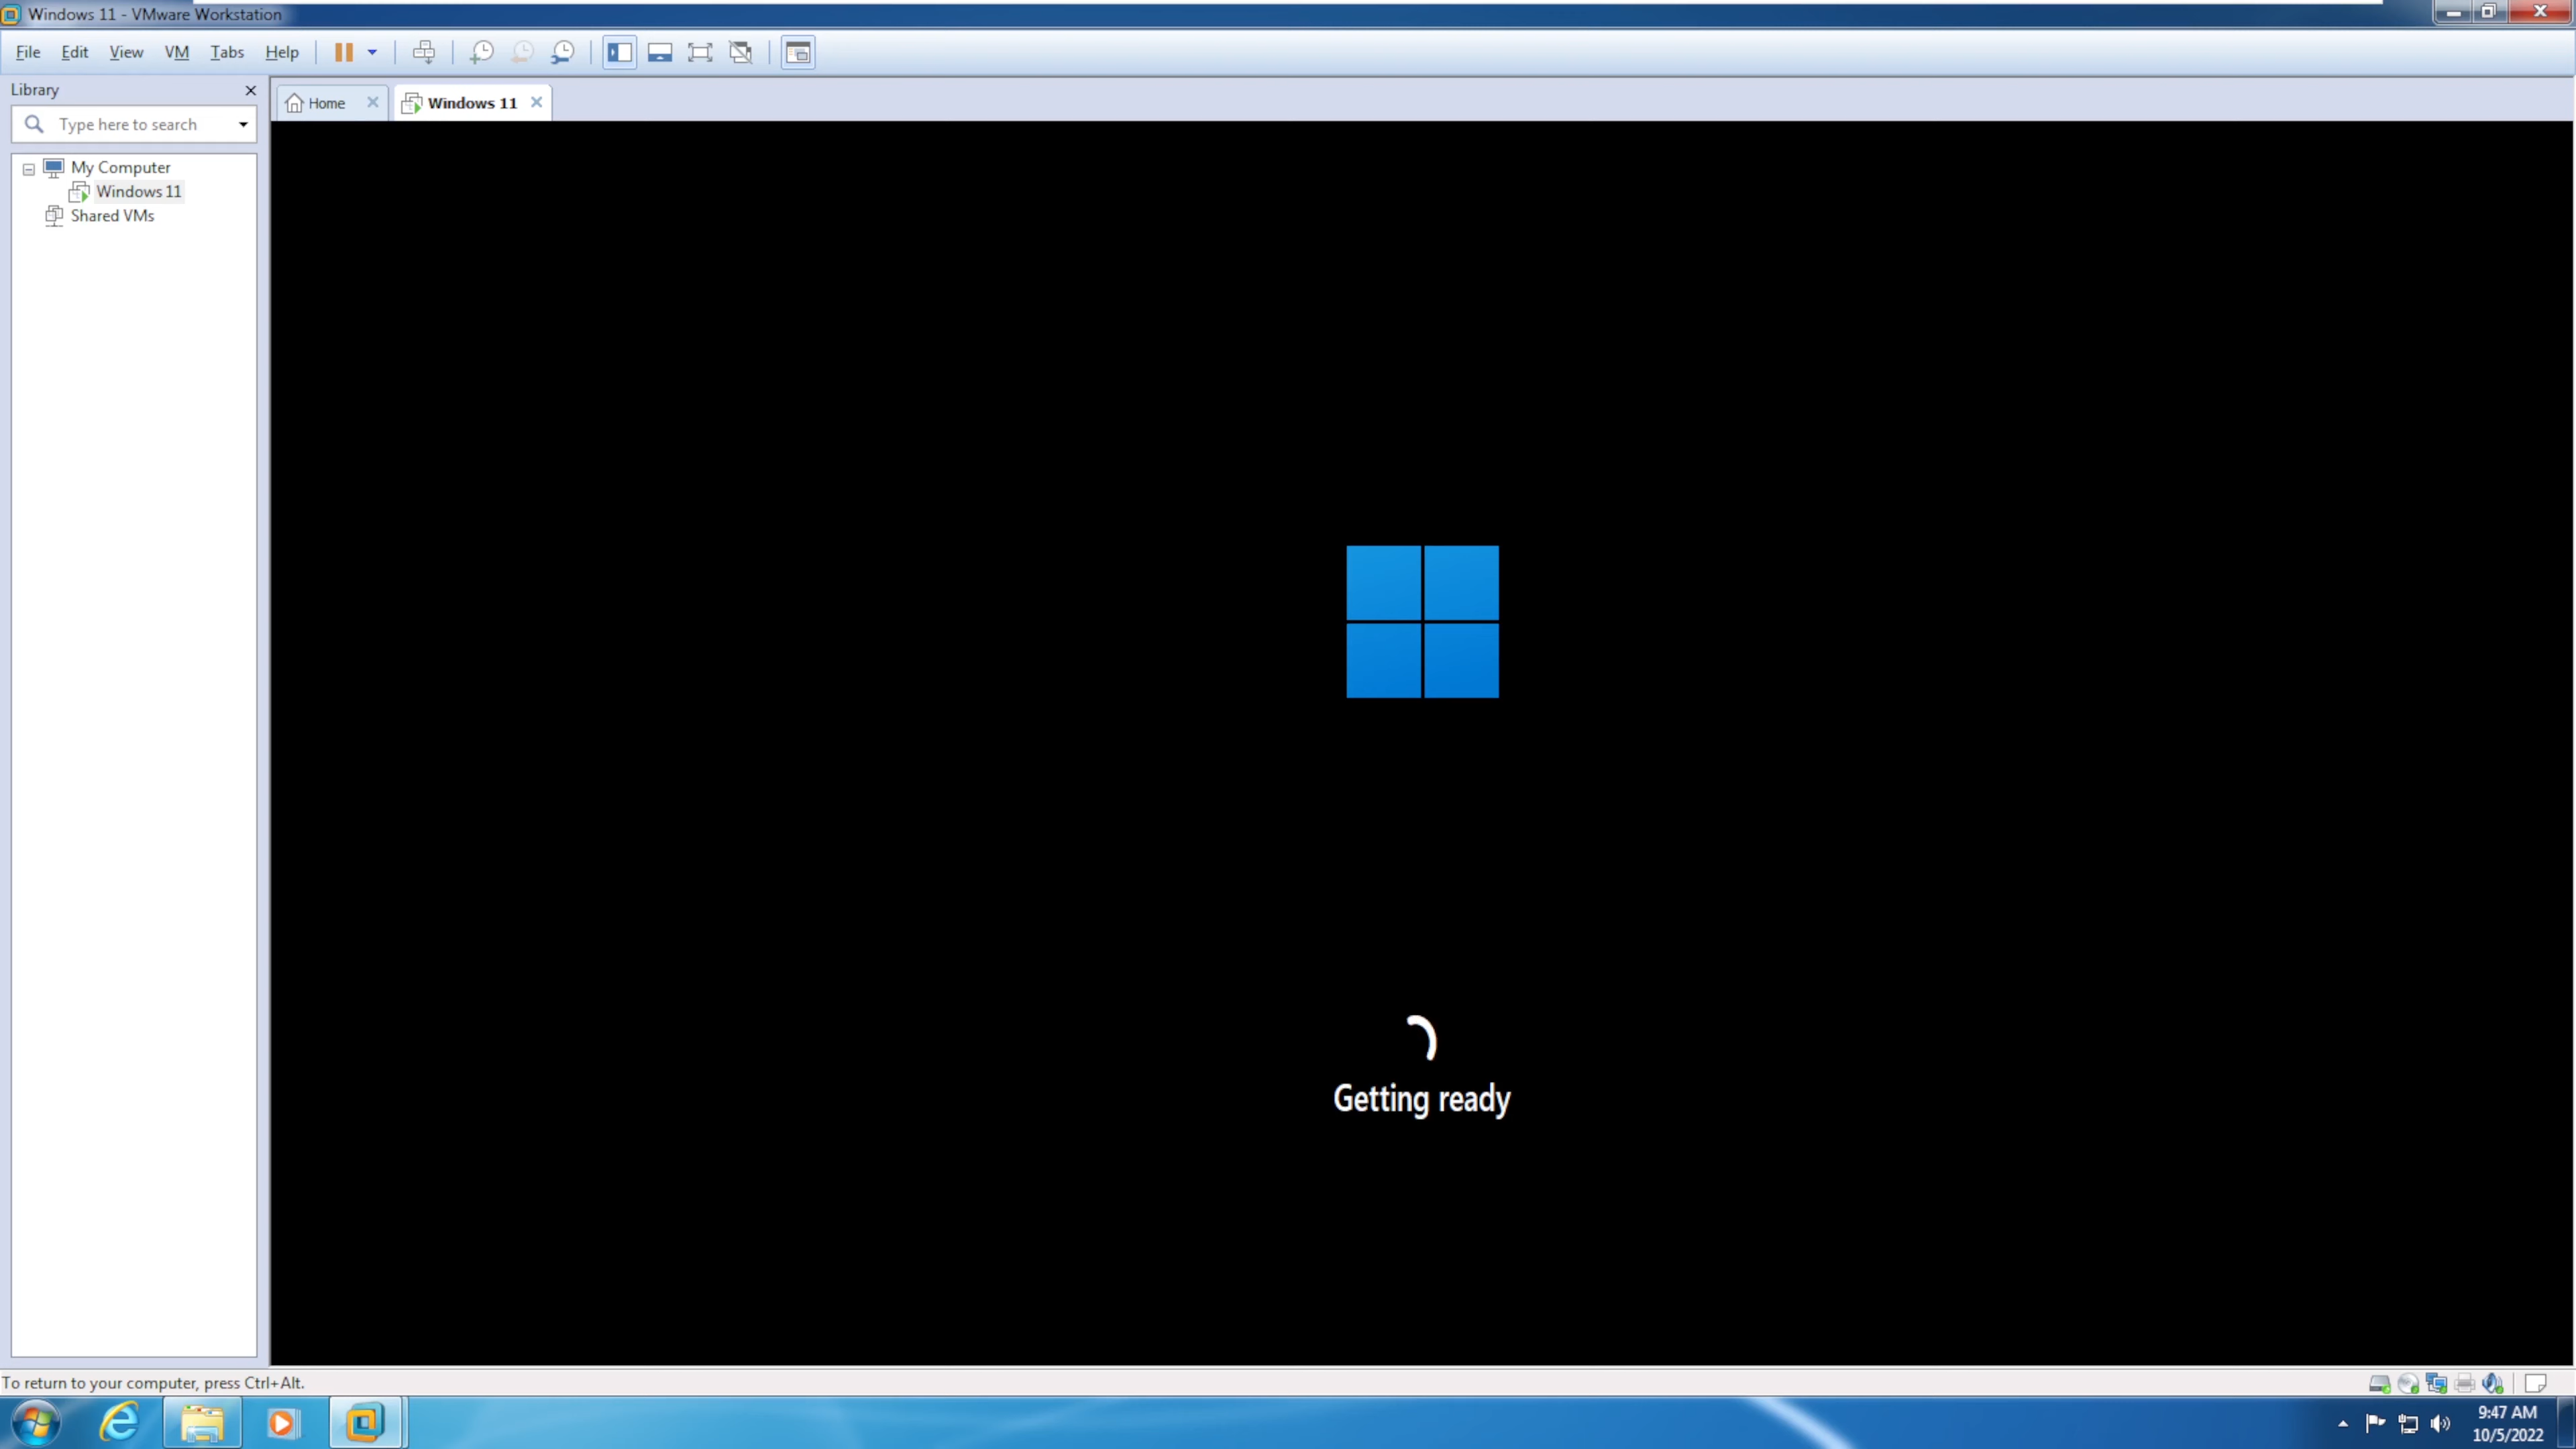 Windows 11 - VMware Workstation
File Edit View VM Tabs Help
Library
Home
Windows 11
Type here to search
My Computer
Windows 11
Shared VMs
Getting ready
To return to your computer, press Ctrl+Alt.
9:47 AM
10/5/2022